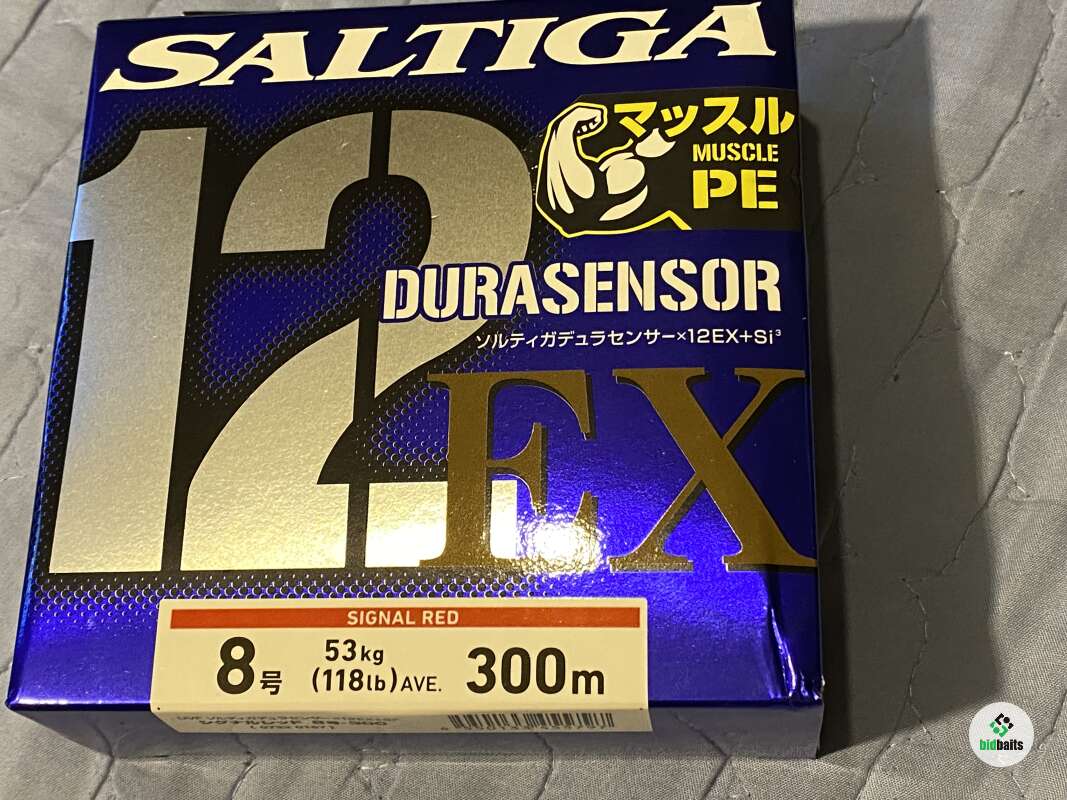 SALTIGA
12
マッスル
MUSCLE
PE
DURASENSOR
ソルティガデュラセンサー×12EX+Si³
EX
SIGNAL RED
8号
53kg
(118lb) AVE.
300m
bidbaits